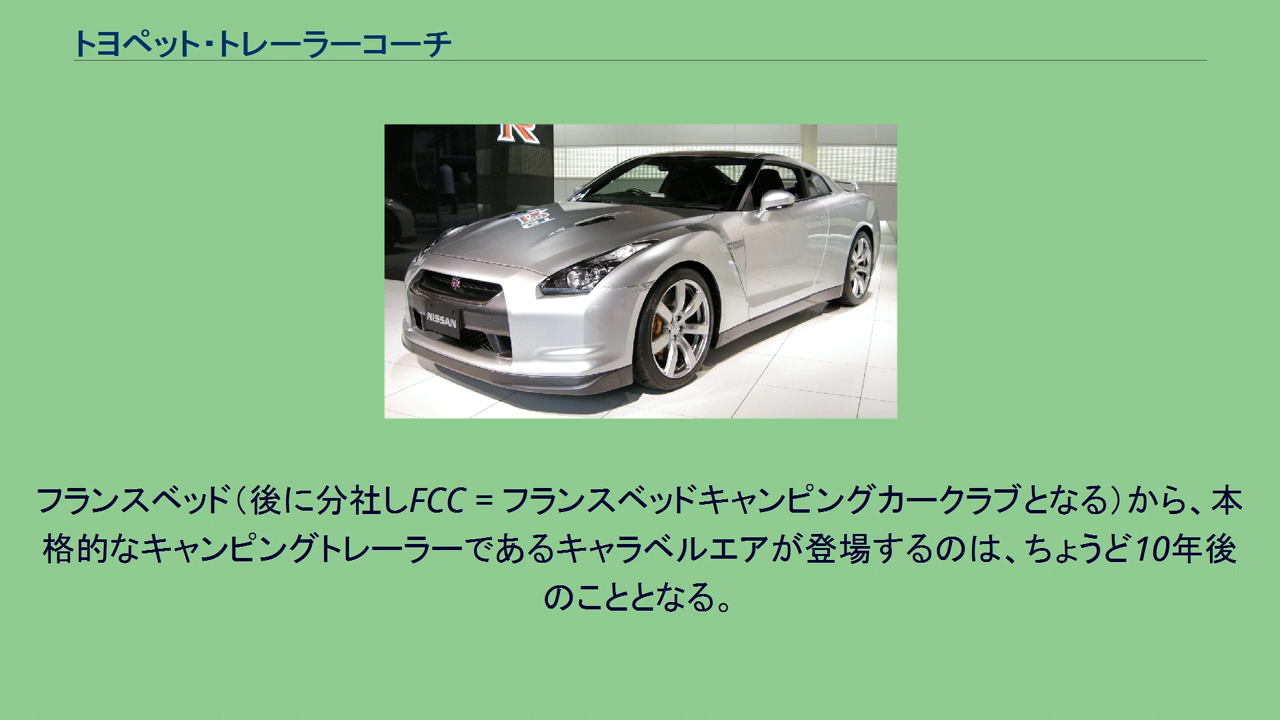 トヨペット・トレーラーコーチ
R
NISSAN
フランスベッド（後に分社しFCC = フランスベッドキャンピングカークラブとなる）から、本
格的なキャンピングトレーラーであるキャラベルエアが登場するのは、ちょうど10年後
のこととなる。